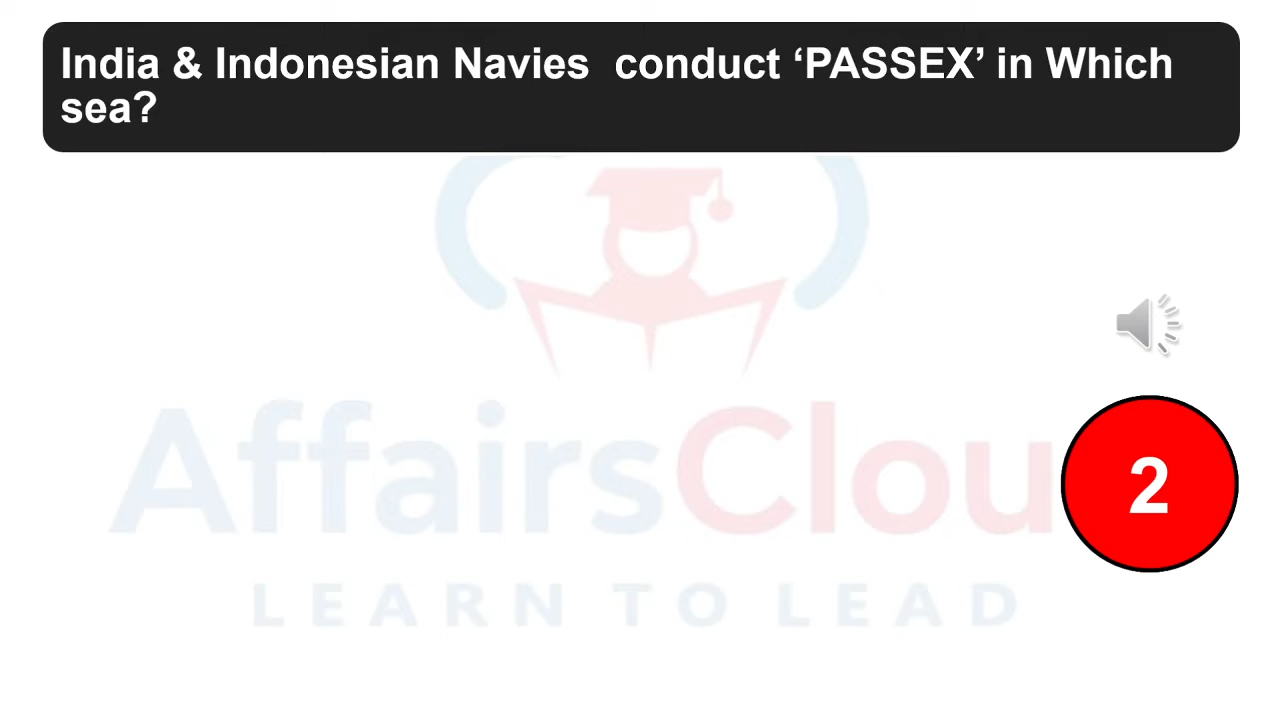 India & Indonesian Navies  conduct ‘PASSEX’ in Which
sea?
AffairsClou
2
LEARN TO LEAD